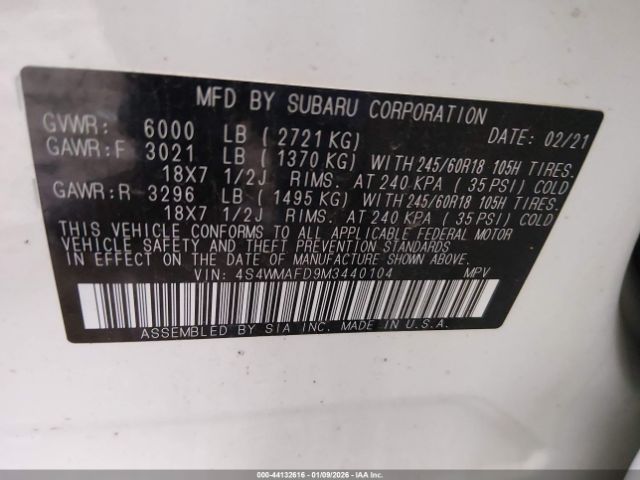 MFD BY SUBARU CORPORATION
GVWR: 6000 LB ( 2721 KG) DATE: 02/21
GAWR:F 3021 LB ( 1370 KG) WITH 245/60R18 105H TIRES.
18X7 1/2J RIMS. AT 240 KPA ( 35 PSI) COLD
GAWR:R 3296 LB ( 1495 KG) WITH 245/60R18 105H TIRES.
18X7 1/2J RIMS. AT 240 KPA ( 35 PSI) COLD
THIS VEHICLE CONFORMS TO ALL APPLICABLE FEDERAL MOTOR
VEHICLE SAFETY AND THEFT PREVENTION STANDARDS
IN EFFECT ON THE DATE OF MANUFACTURE SHOWN ABOVE.
VIN: 4S4WMAFD9M3440104 MPV
ASSEMBLED BY SIA INC. MADE IN U.S.A.
000-44132616 - 01/09/2026 - IAAI.COM